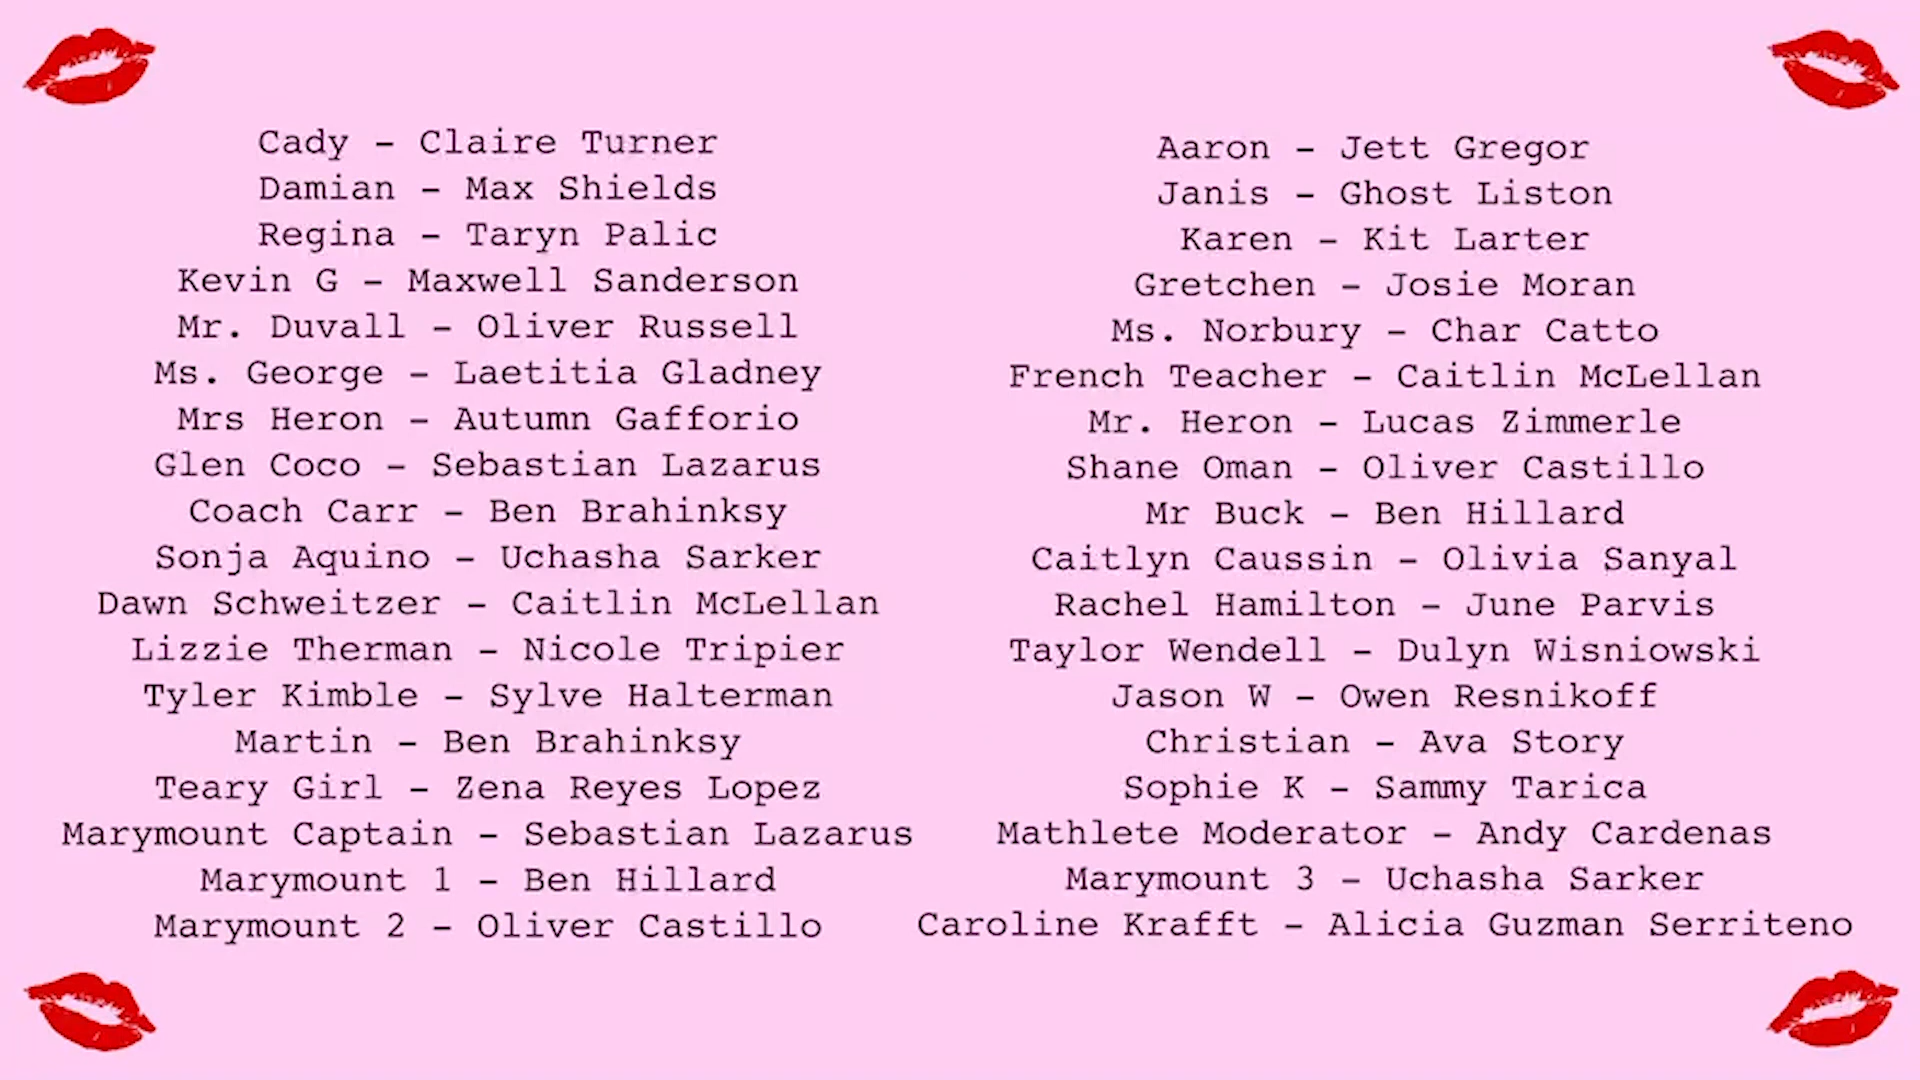 Cady - Claire Turner
Damian - Max Shields
Regina - Taryn Palic
Kevin G - Maxwell Sanderson
Mr. Duvall - Oliver Russell
Ms. George - Laetitia Gladney
Mrs Heron - Autumn Gafforio
Glen Coco - Sebastian Lazarus
Coach Carr - Ben Brahinksy
Sonja Aquino - Uchasha Sarker
Dawn Schweitzer - Caitlin McLellan
Lizzie Therman - Nicole Tripier
Tyler Kimble - Sylve Halterman
Martin - Ben Brahinksy
Teary Girl - Zena Reyes Lopez
Marymount Captain - Sebastian Lazarus
Marymount 1 - Ben Hillard
Marymount 2 - Oliver Castillo
Aaron - Jett Gregor
Janis - Ghost Liston
Karen - Kit Larter
Gretchen - Josie Moran
Ms. Norbury - Char Catto
French Teacher - Caitlin McLellan
Mr. Heron - Lucas Zimmerle
Shane Oman - Oliver Castillo
Mr Buck - Ben Hillard
Caitlyn Caussin - Olivia Sanyal
Rachel Hamilton - June Parvis
Taylor Wendell - Dulyn Wisniowski
Jason W - Owen Resnikoff
Christian - Ava Story
Sophie K - Sammy Tarica
Mathlete Moderator - Andy Cardenas
Marymount 3 - Uchasha Sarker
Caroline Krafft - Alicia Guzman Serriteno